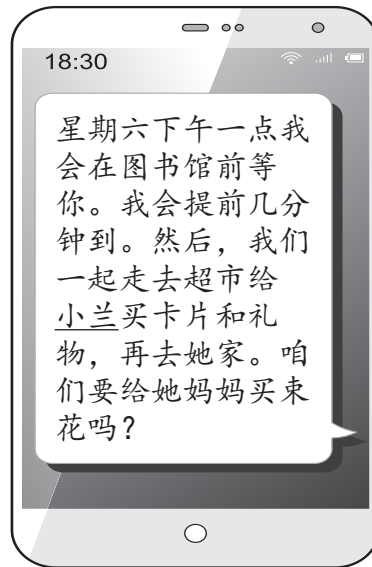 18:30
星期六下午一点我
会在图书馆前等
你。我会提前几分
钟到。然后，我们
一起走去超市给
小兰买卡片和礼
物，再去她家。咱
们要给她妈妈买束
花吗？